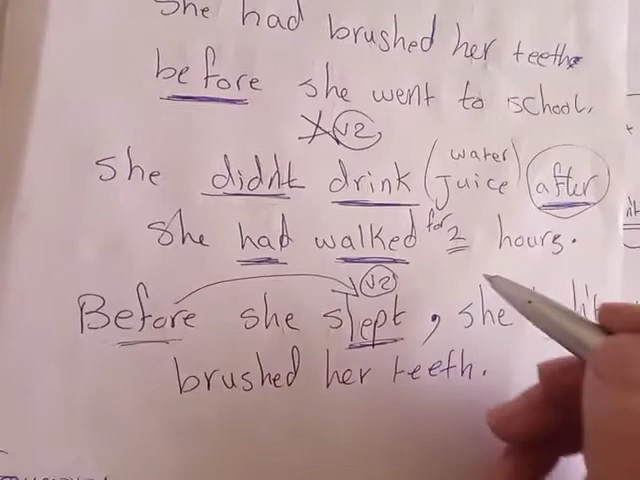 She had brushed her teeth
before she went to school.
X V2
She didn't drink (water
juice) after
she had walked for 2 hours.
V2
Before she slept, she
brushed her teeth.